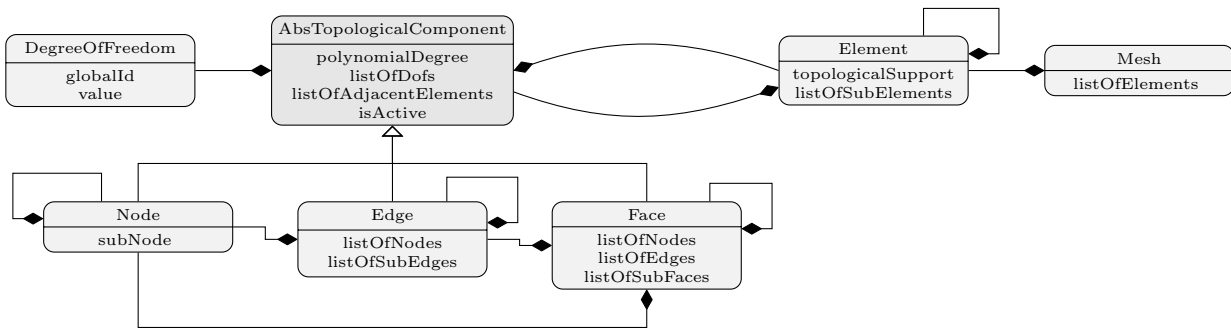 DegreeOfFreedom
globalId
value
AbsTopologicalComponent
polynomialDegree
listOfDofs
listOfAdjacentElements
isActive
Element
topologicalSupport
listOfSubElements
Mesh
listOfElements
Node
subNode
Edge
listOfNodes
listOfSubEdges
Face
listOfNodes
listOfEdges
listOfSubFaces